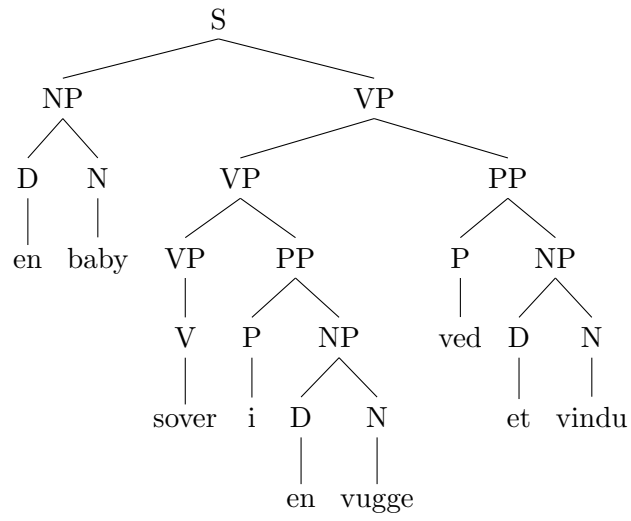 S
NP VP
D N VP PP
en baby VP PP P NP
V P NP ved D N
sover i D N et vindu
en vugge